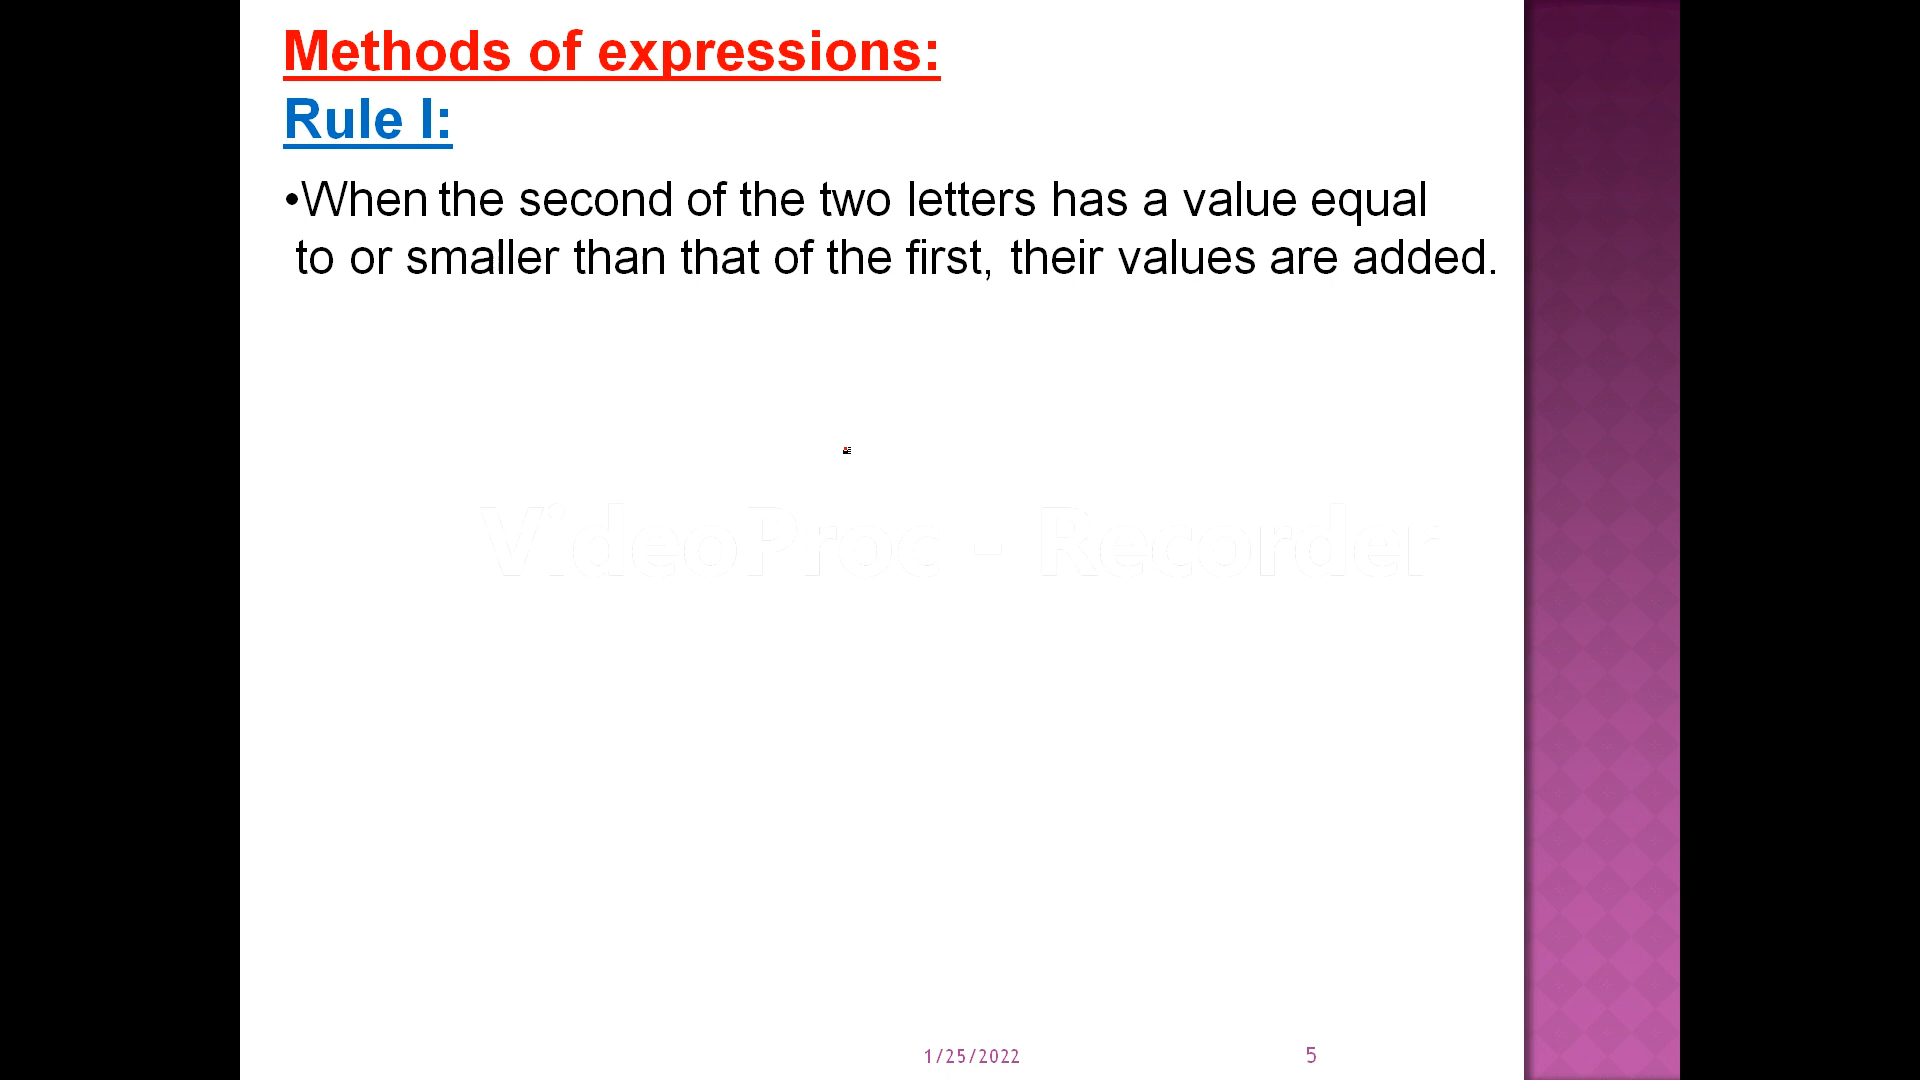 Methods of expressions:
Rule I:
•When the second of the two letters has a value equal
to or smaller than that of the first, their values are added.
VideoProc - Recorder
1/25/2022
5